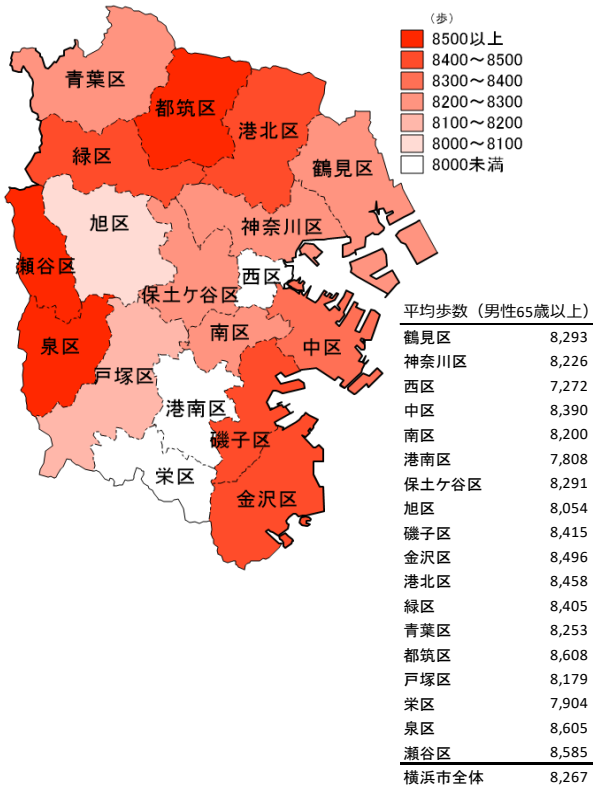 （歩）
8500以上
8400～8500
8300～8400
8200～8300
8100～8200
8000～8100
8000未満
青葉区
都筑区
港北区
緑区
鶴見区
旭区
神奈川区
瀬谷区
西区
保土ケ谷区
泉区
南区
中区
戸塚区
港南区
磯子区
栄区
金沢区
平均歩数（男性65歳以上）
鶴見区 8,293
神奈川区 8,226
西区 7,272
中区 8,390
南区 8,200
港南区 7,808
保土ケ谷区 8,291
旭区 8,054
磯子区 8,415
金沢区 8,496
港北区 8,458
緑区 8,405
青葉区 8,253
都筑区 8,608
戸塚区 8,179
栄区 7,904
泉区 8,605
瀬谷区 8,585
横浜市全体 8,267